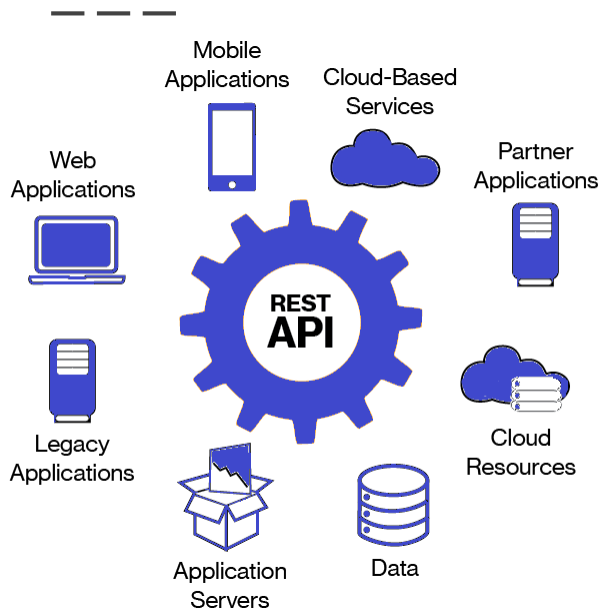 Mobile
Applications
Cloud-Based
Services
Web
Applications
Partner
Applications
REST
API
Legacy
Applications
Cloud
Resources
Application
Servers
Data